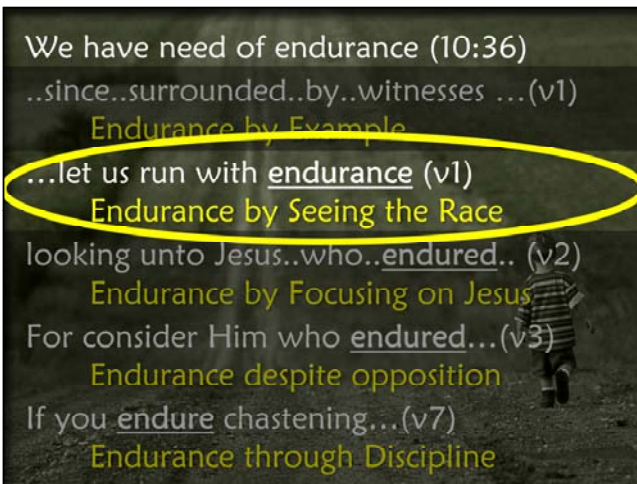 We have need of endurance (10:36)
..since..surrounded..by..witnesses ...(v1)
Endurance by Example
...let us run with endurance (v1)
Endurance by Seeing the Race
looking unto Jesus..who..endured.. (v2)
Endurance by Focusing on Jesus
For consider Him who endured...(v3)
Endurance despite opposition
If you endure chastening...(v7)
Endurance through Discipline